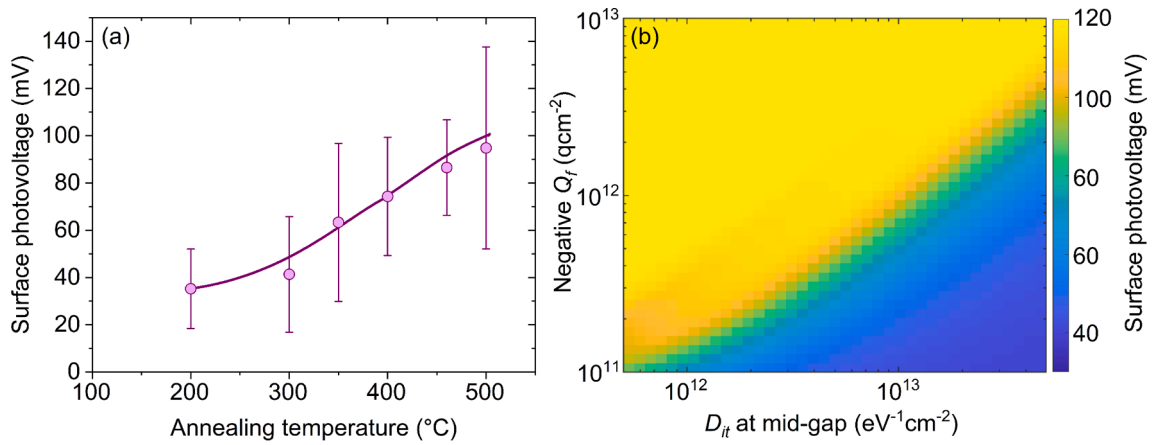 (a)
Surface photovoltage (mV)
140
120
100
80
60
40
20
0
100 200 300 400 500
Annealing temperature (°C)
(b)
Negative Q_f (qcm⁻²)
10¹³
10¹²
10¹¹
10¹² 10¹³
D_it at mid-gap (eV⁻¹cm⁻²)
120
100
60
60
40
Surface photovoltage (mV)